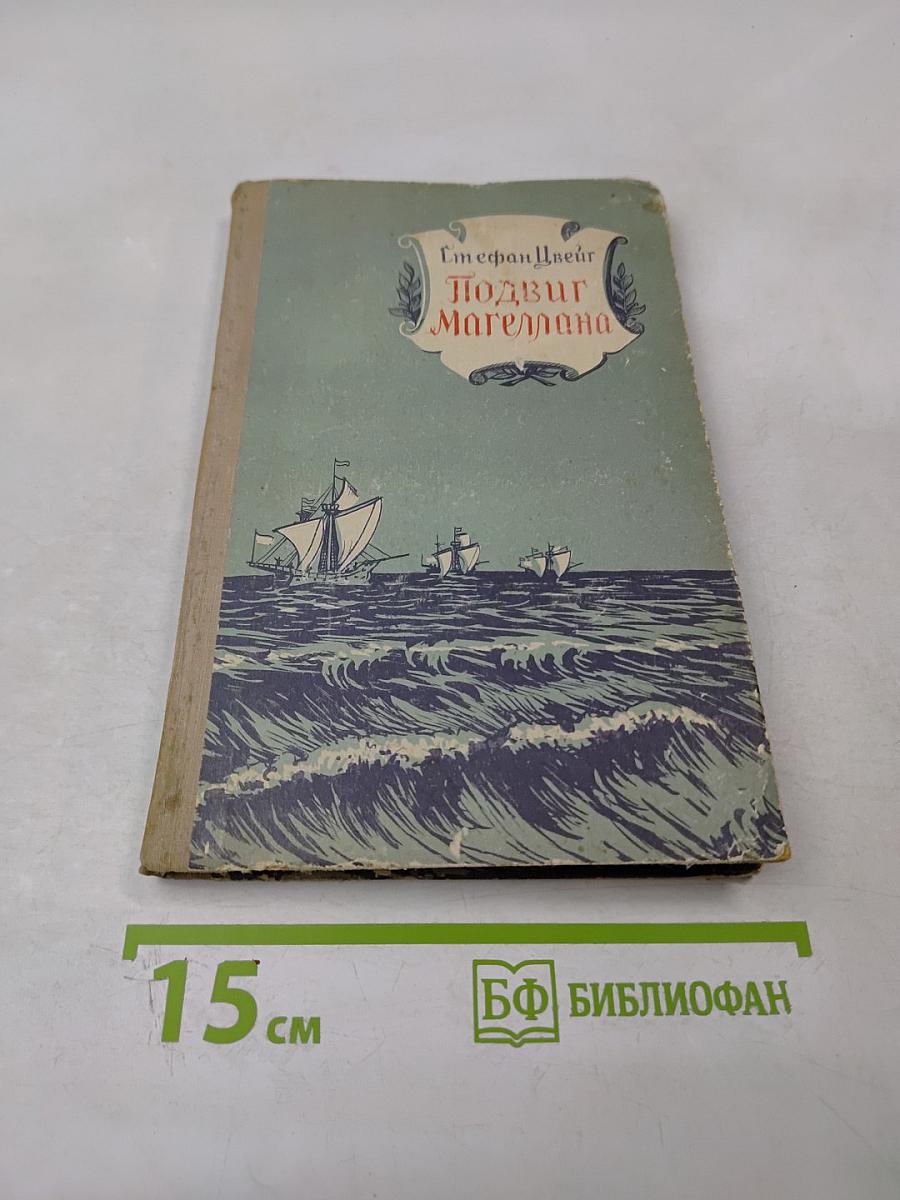 Стефан Цвейг
Подвиг
Магеллана
15 см
БФ БИБЛИОФАН